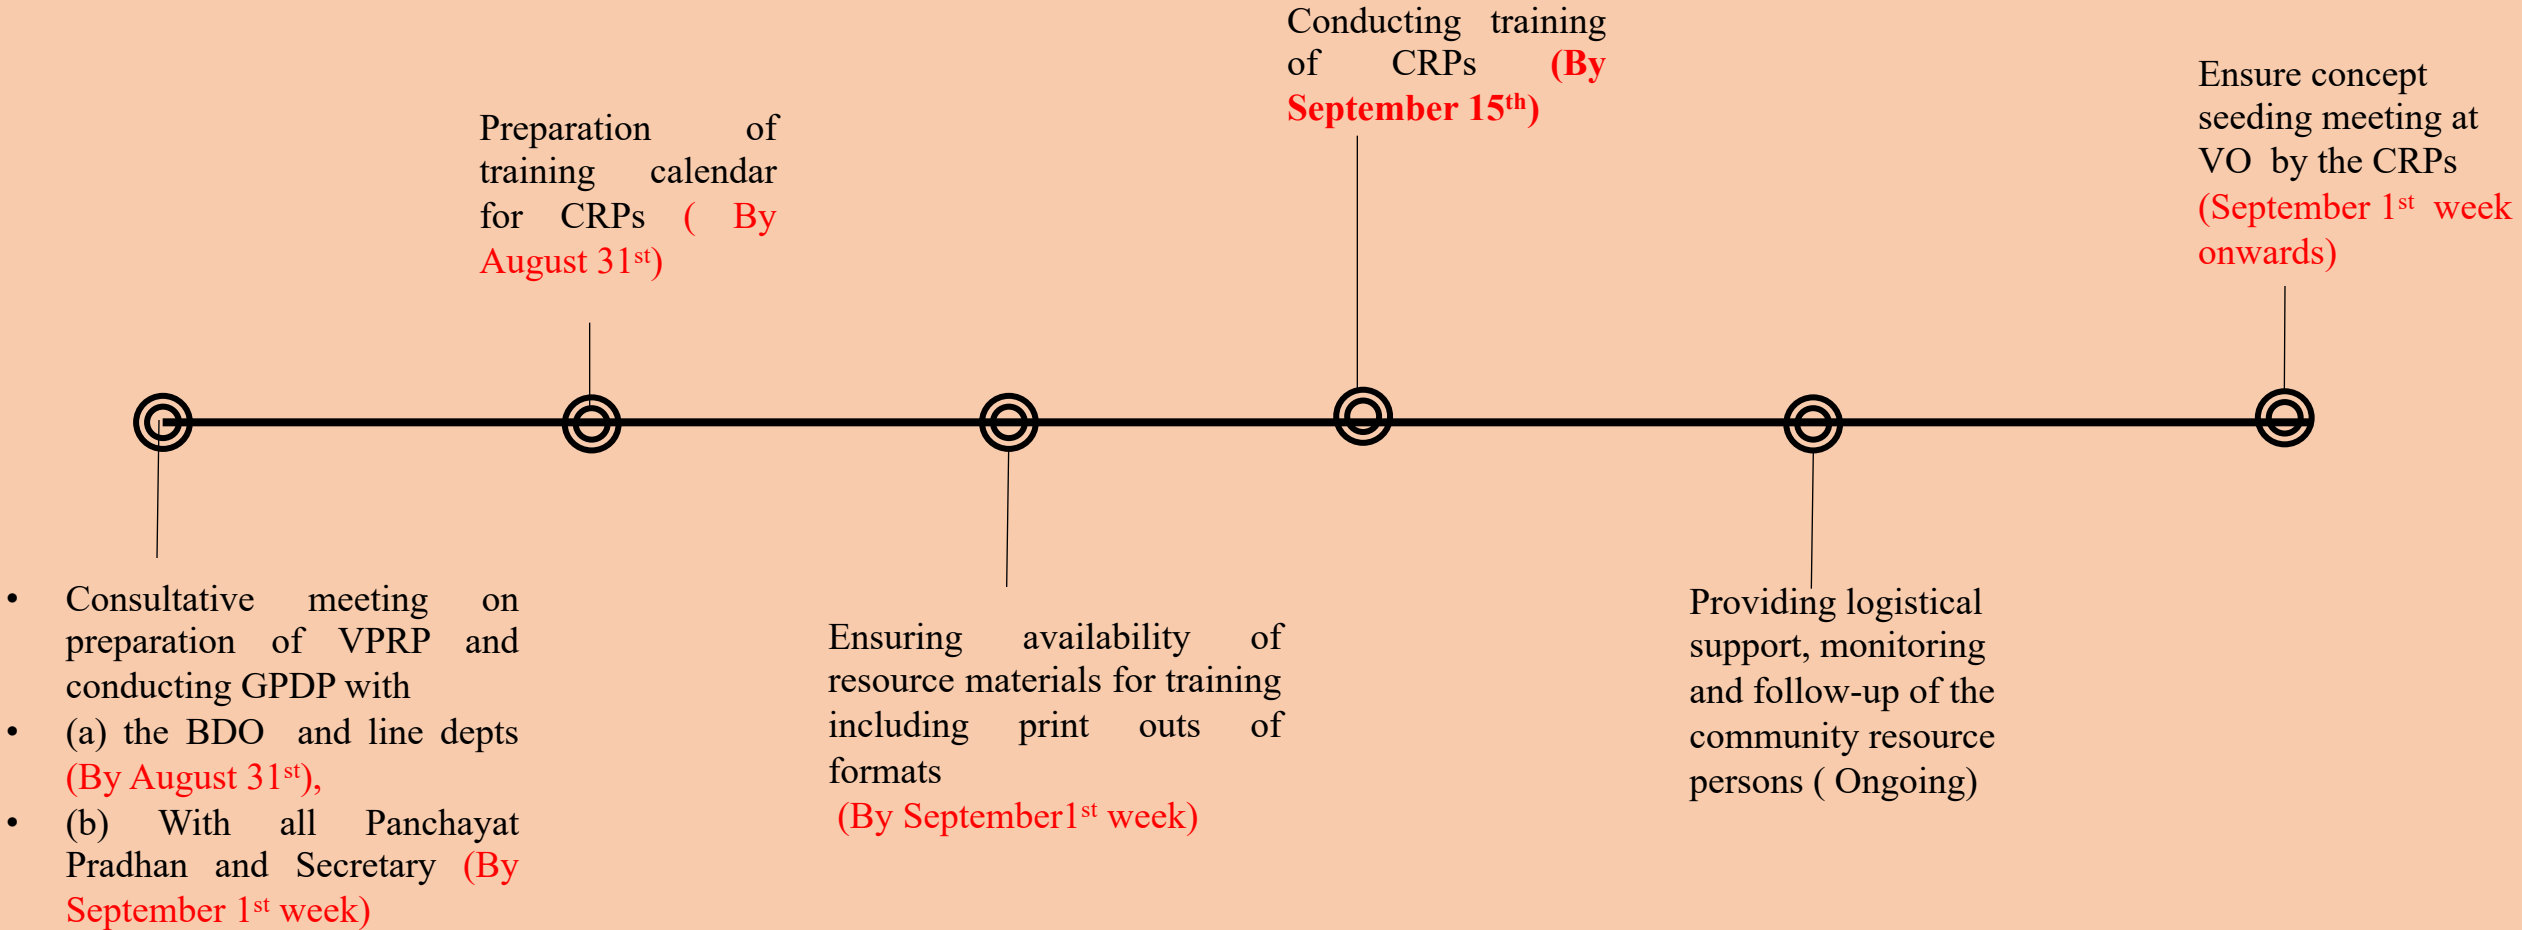 • Consultative meeting on
preparation of VPRP and
conducting GPDP with
• (a) the BDO and line depts
(By August 31st),
• (b) With all Panchayat
Pradhan and Secretary (By
September 1st week)
Preparation of
training calendar
for CRPs ( By
August 31st)
Ensuring availability of
resource materials for training
including print outs of
formats
(By September1st week)
Conducting training
of CRPs (By
September 15th)
Providing logistical
support, monitoring
and follow-up of the
community resource
persons ( Ongoing)
Ensure concept
seeding meeting at
VO by the CRPs
(September 1st week
onwards)